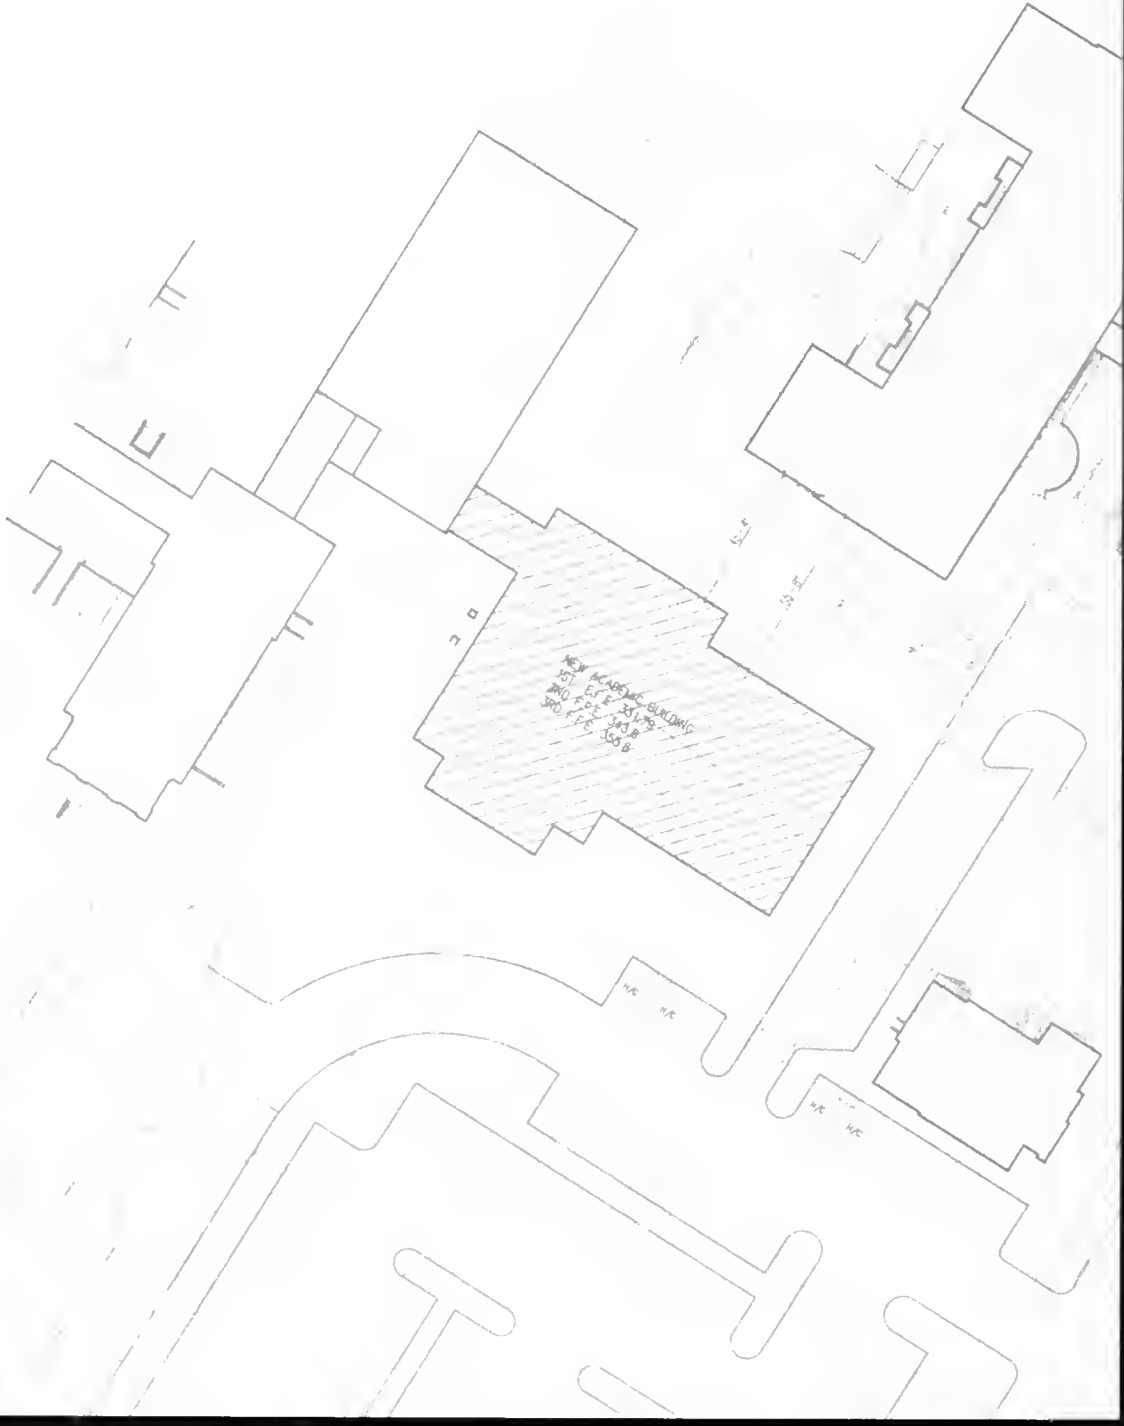 NEW ACADEMIC BUILDING
1ST F.F.E. 331.79
2ND F.F.E. 343.8
3RD F.F.E. 355.8
H/C
H/C
H/C
H/C